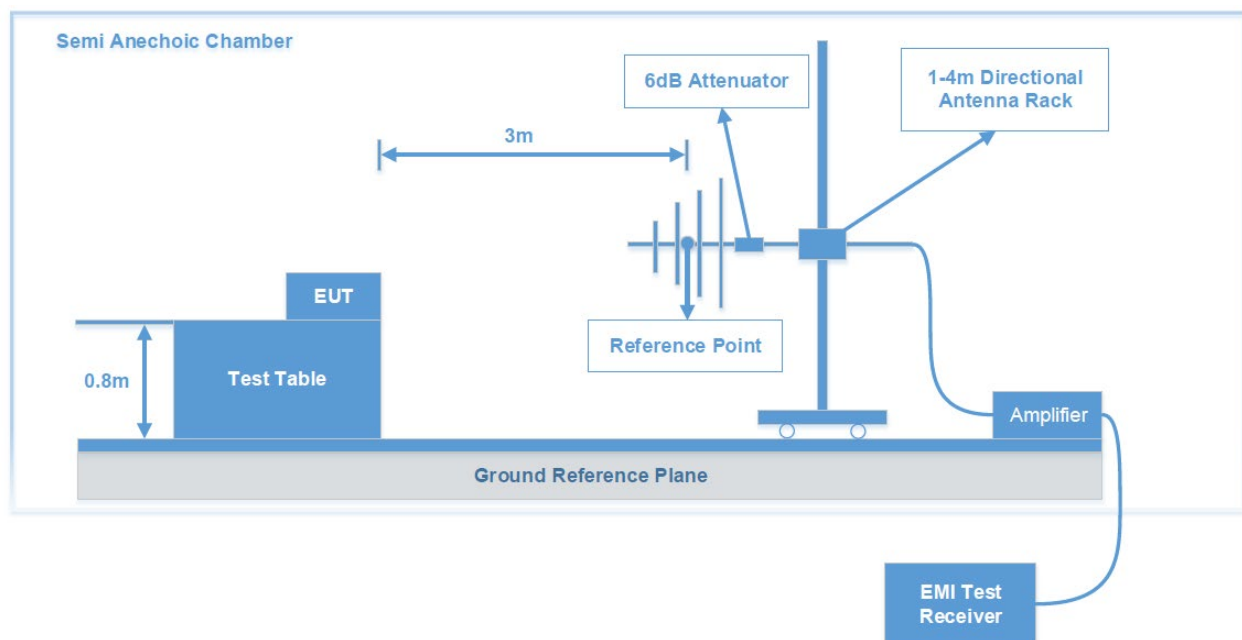 Semi Anechoic Chamber
6dB Attenuator
1-4m Directional
Antenna Rack
3m
EUT
Reference Point
0.8m
Test Table
Amplifier
Ground Reference Plane
EMI Test
Receiver